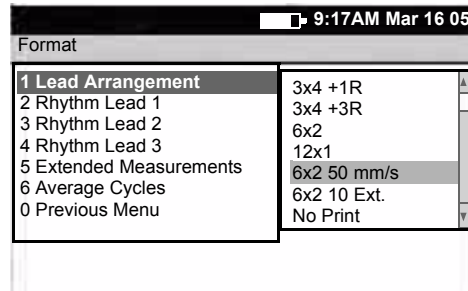 9:17AM Mar 16 05
Format
1 Lead Arrangement
2 Rhythm Lead 1
3 Rhythm Lead 2
4 Rhythm Lead 3
5 Extended Measurements
6 Average Cycles
0 Previous Menu
3x4 +1R
3x4 +3R
6x2
12x1
6x2 50 mm/s
6x2 10 Ext.
No Print